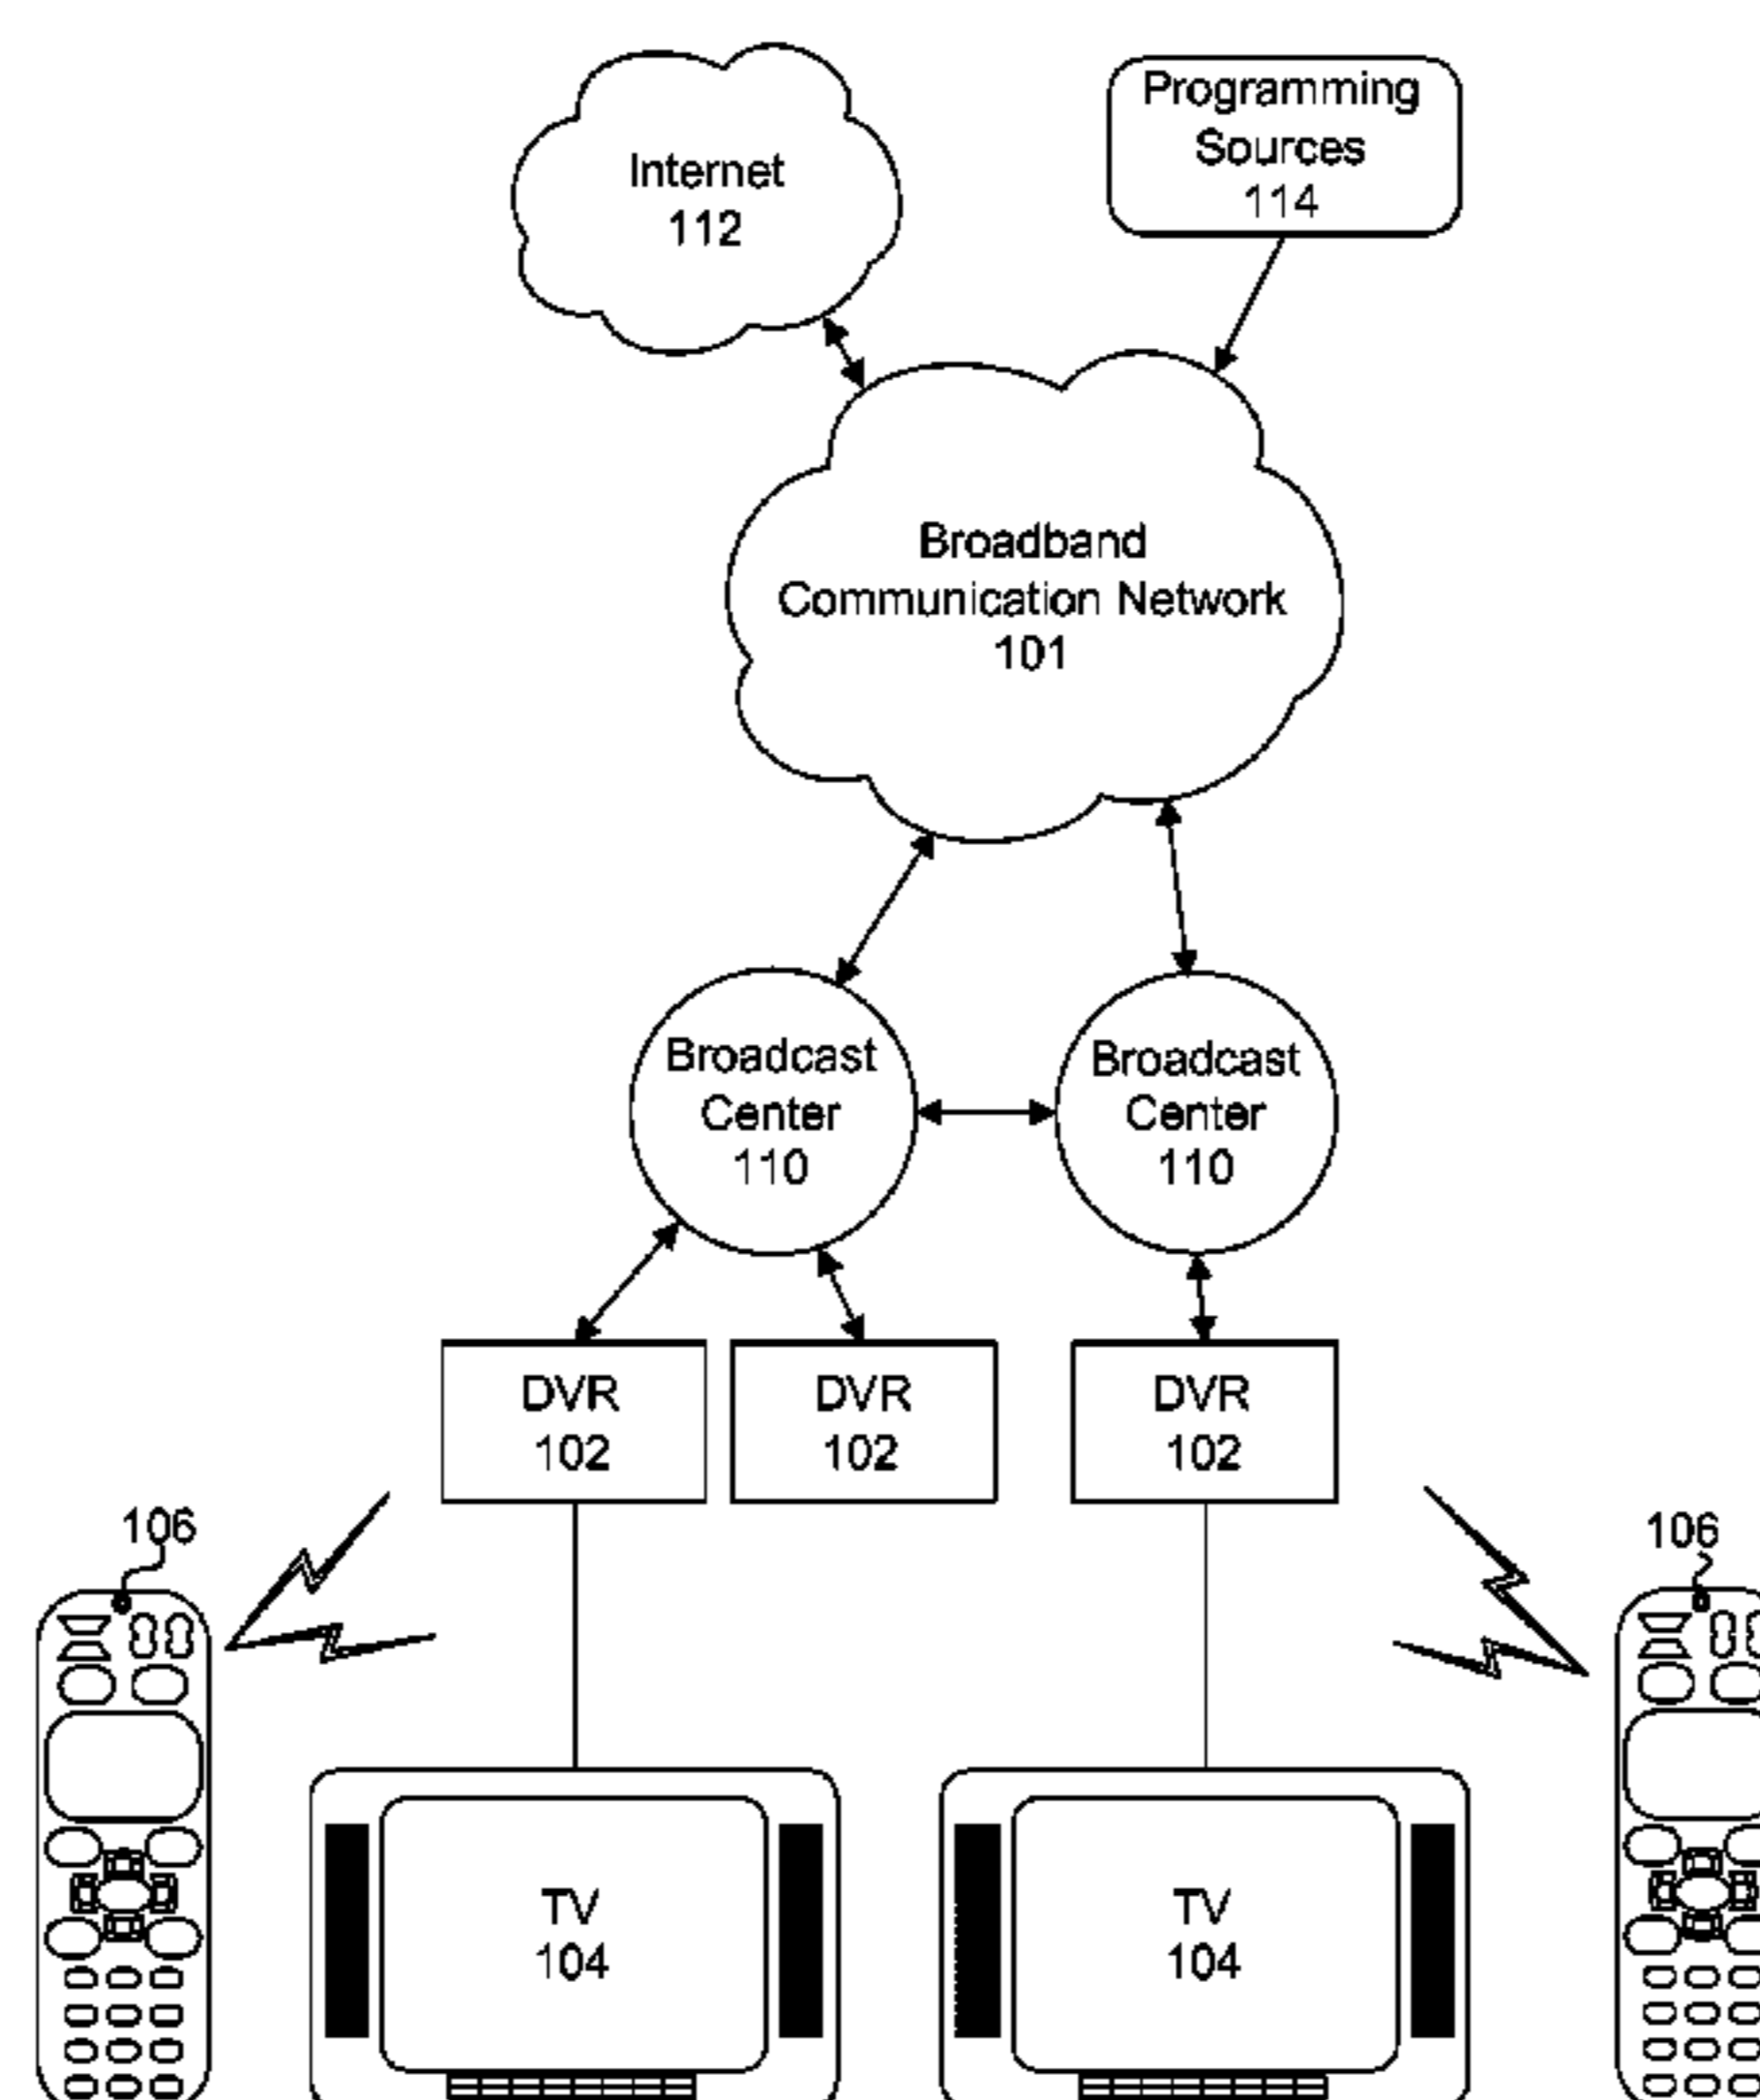 Internet
112
Programming
Sources
114
Broadband
Communication Network
101
Broadcast
Center
110
Broadcast
Center
110
DVR
102
DVR
102
DVR
102
106
106
TV
104
TV
104